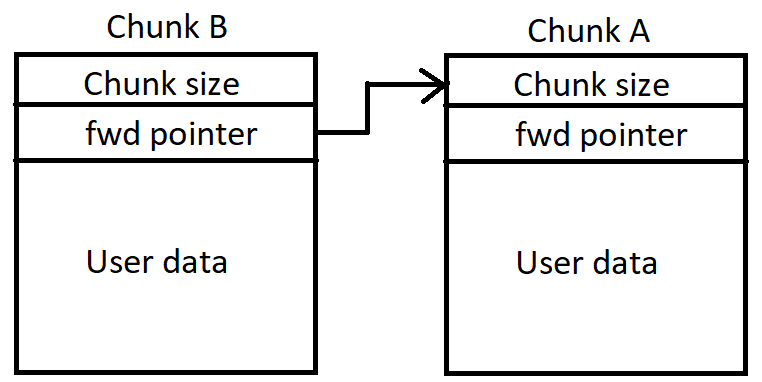 Chunk B
Chunk size
fwd pointer
User data
Chunk A
Chunk size
fwd pointer
User data